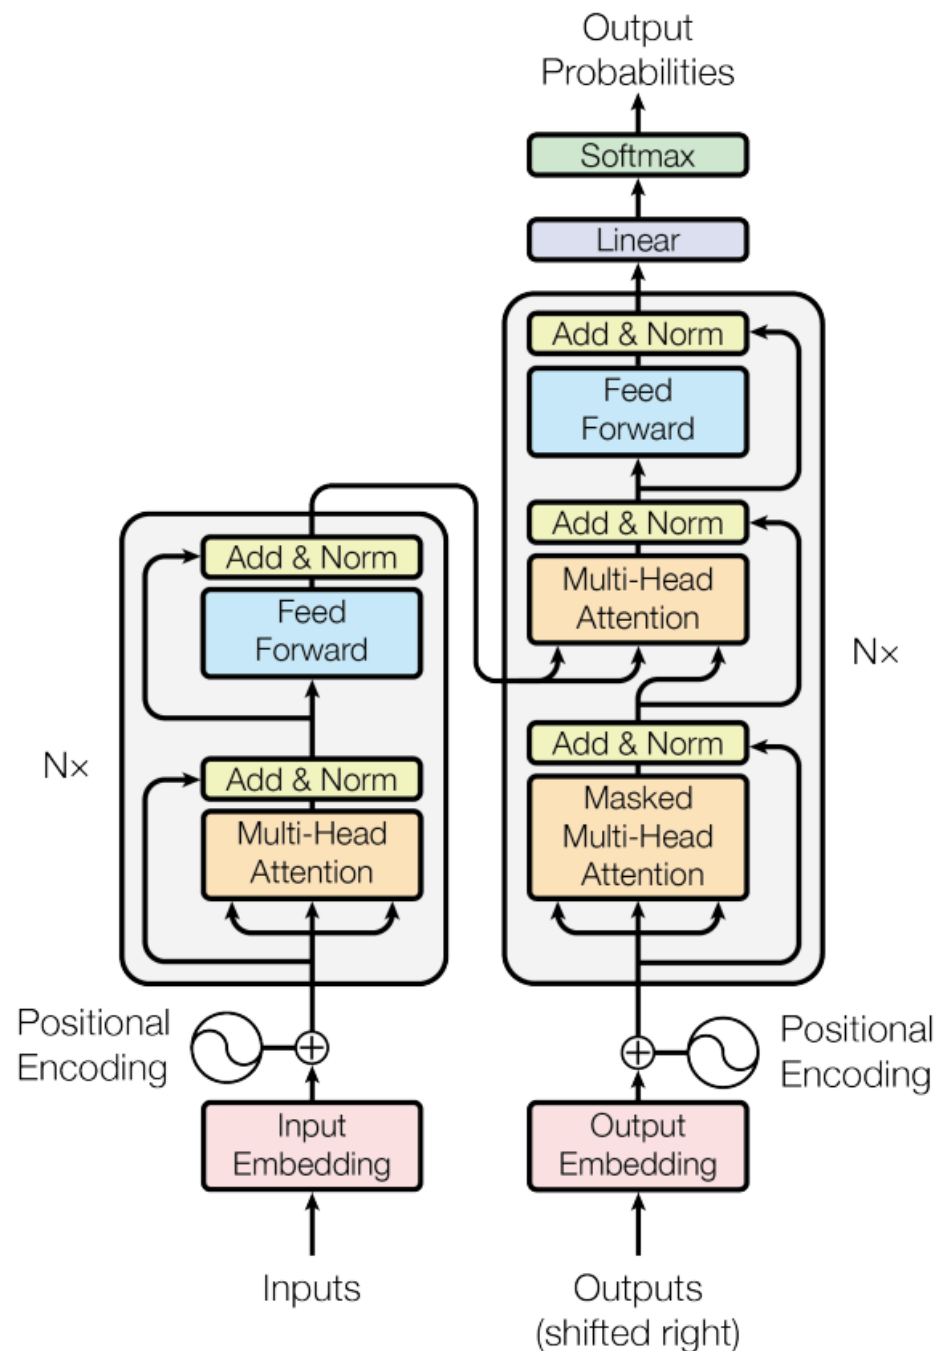 Output
Probabilities
Softmax
Linear
Add & Norm
Feed
Forward
Add & Norm
Multi-Head
Attention
Nx
Add & Norm
Masked
Multi-Head
Attention
Add & Norm
Feed
Forward
Nx
Add & Norm
Multi-Head
Attention
Positional
Encoding
Positional
Encoding
Input
Embedding
Output
Embedding
Inputs
Outputs
(shifted right)